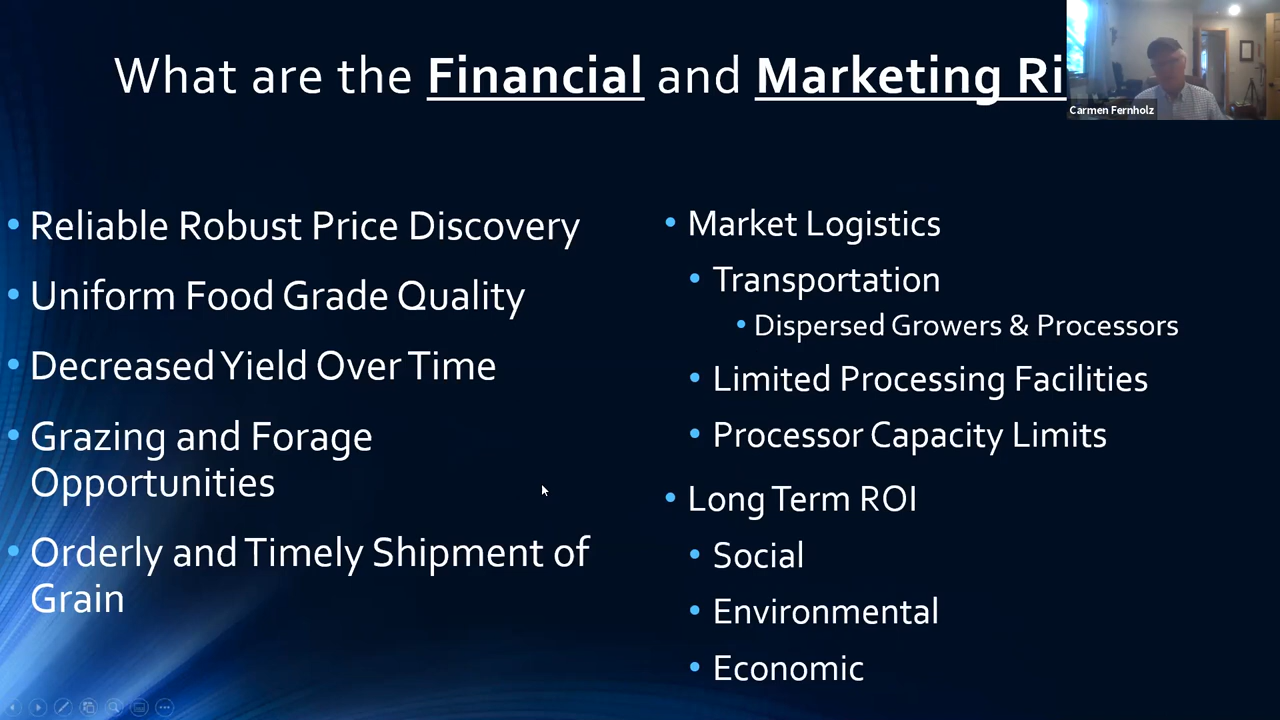 What are the Financial and Marketing Ri
Carmen Fernholz
Reliable Robust Price Discovery
Uniform Food Grade Quality
Decreased Yield Over Time
Grazing and Forage
Opportunities
Orderly and Timely Shipment of
Grain
Market Logistics
Transportation
Dispersed Growers & Processors
Limited Processing Facilities
Processor Capacity Limits
Long Term ROI
Social
Environmental
Economic